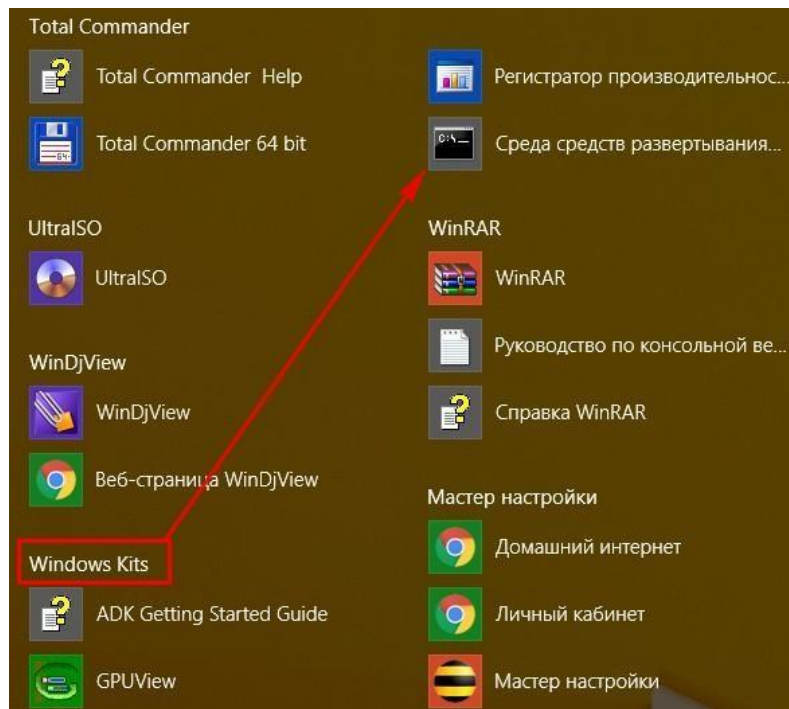 Total Commander
Total Commander Help
Total Commander 64 bit
UltraISO
UltraISO
WinDjView
WinDjView
Веб-страница WinDjView
Windows Kits
ADK Getting Started Guide
GPUView
Регистратор производительнос...
C:\_
Среда средств развертывания...
WinRAR
WinRAR
Руководство по консольной ве...
Справка WinRAR
Мастер настройки
Домашний интернет
Личный кабинет
Мастер настройки